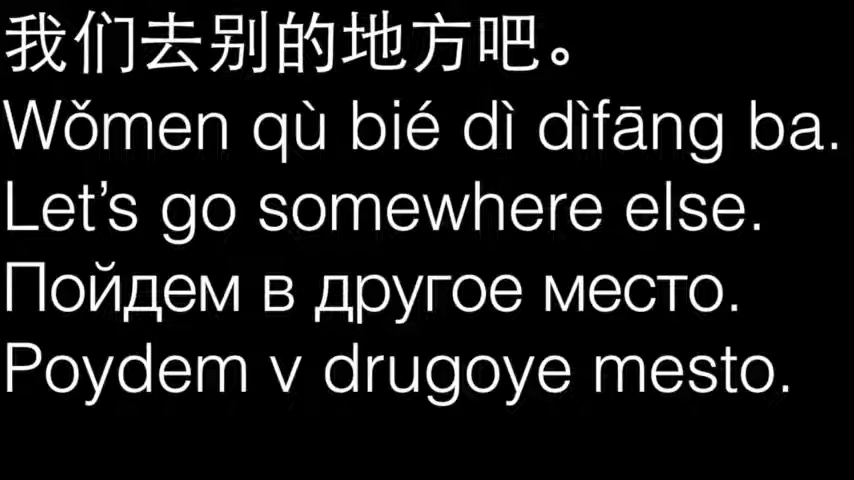 我们去别的地方吧。
Wǒmen qù bié dì dìfāng ba.
Let’s go somewhere else.
Пойдем в другое место.
Poydem v drugoye mesto.